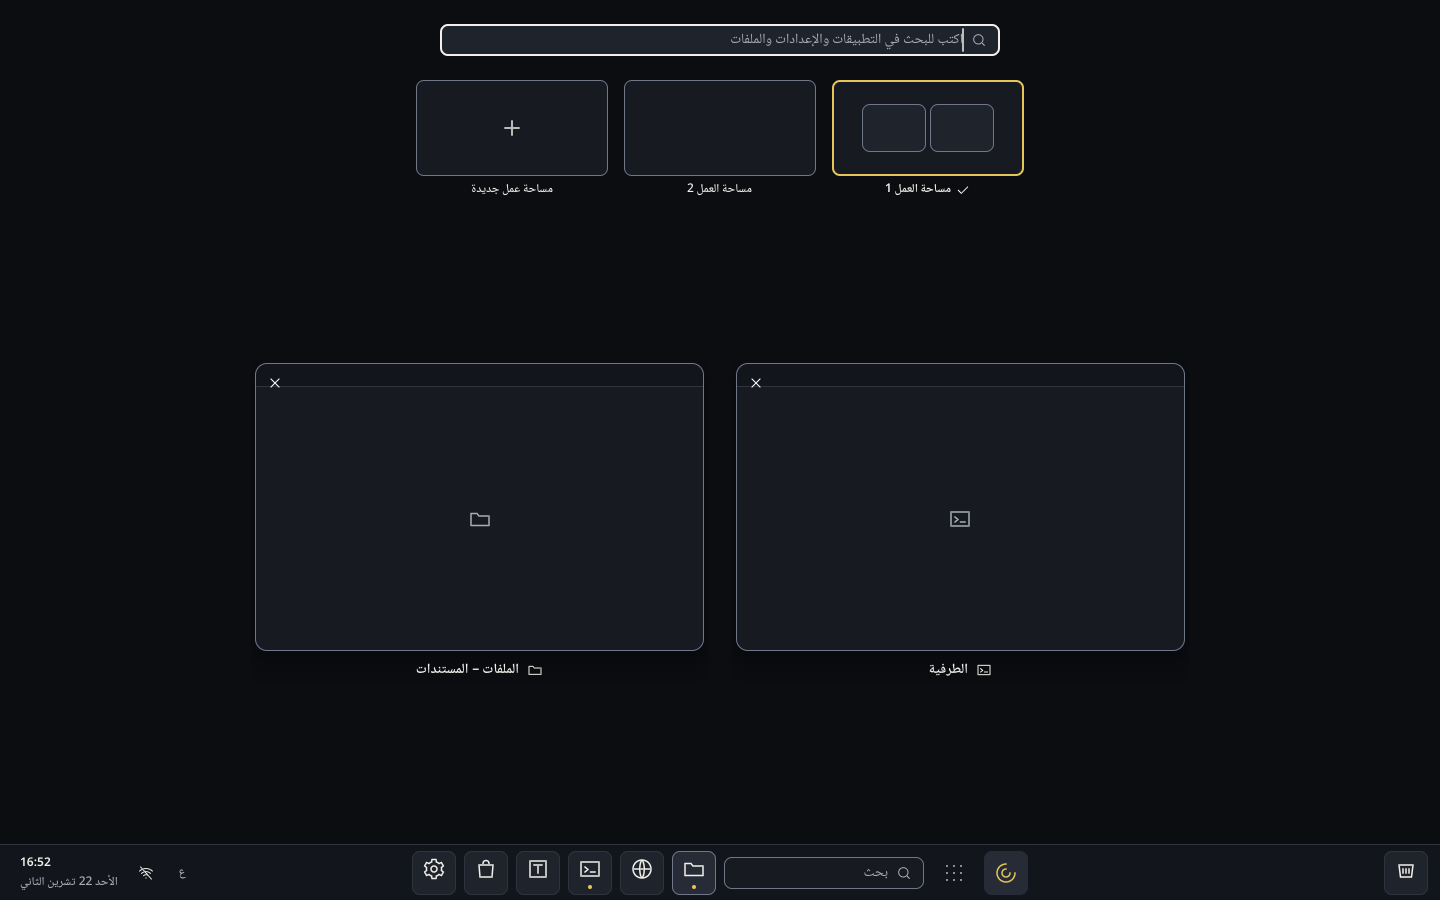 اكتب للبحث في التطبيقات والإعدادات والملفات
مساحة العمل 1
مساحة العمل 2
مساحة عمل جديدة
الطرفية
الملفات – المستندات
بحث
ع
16:52
الأحد 22 تشرين الثاني